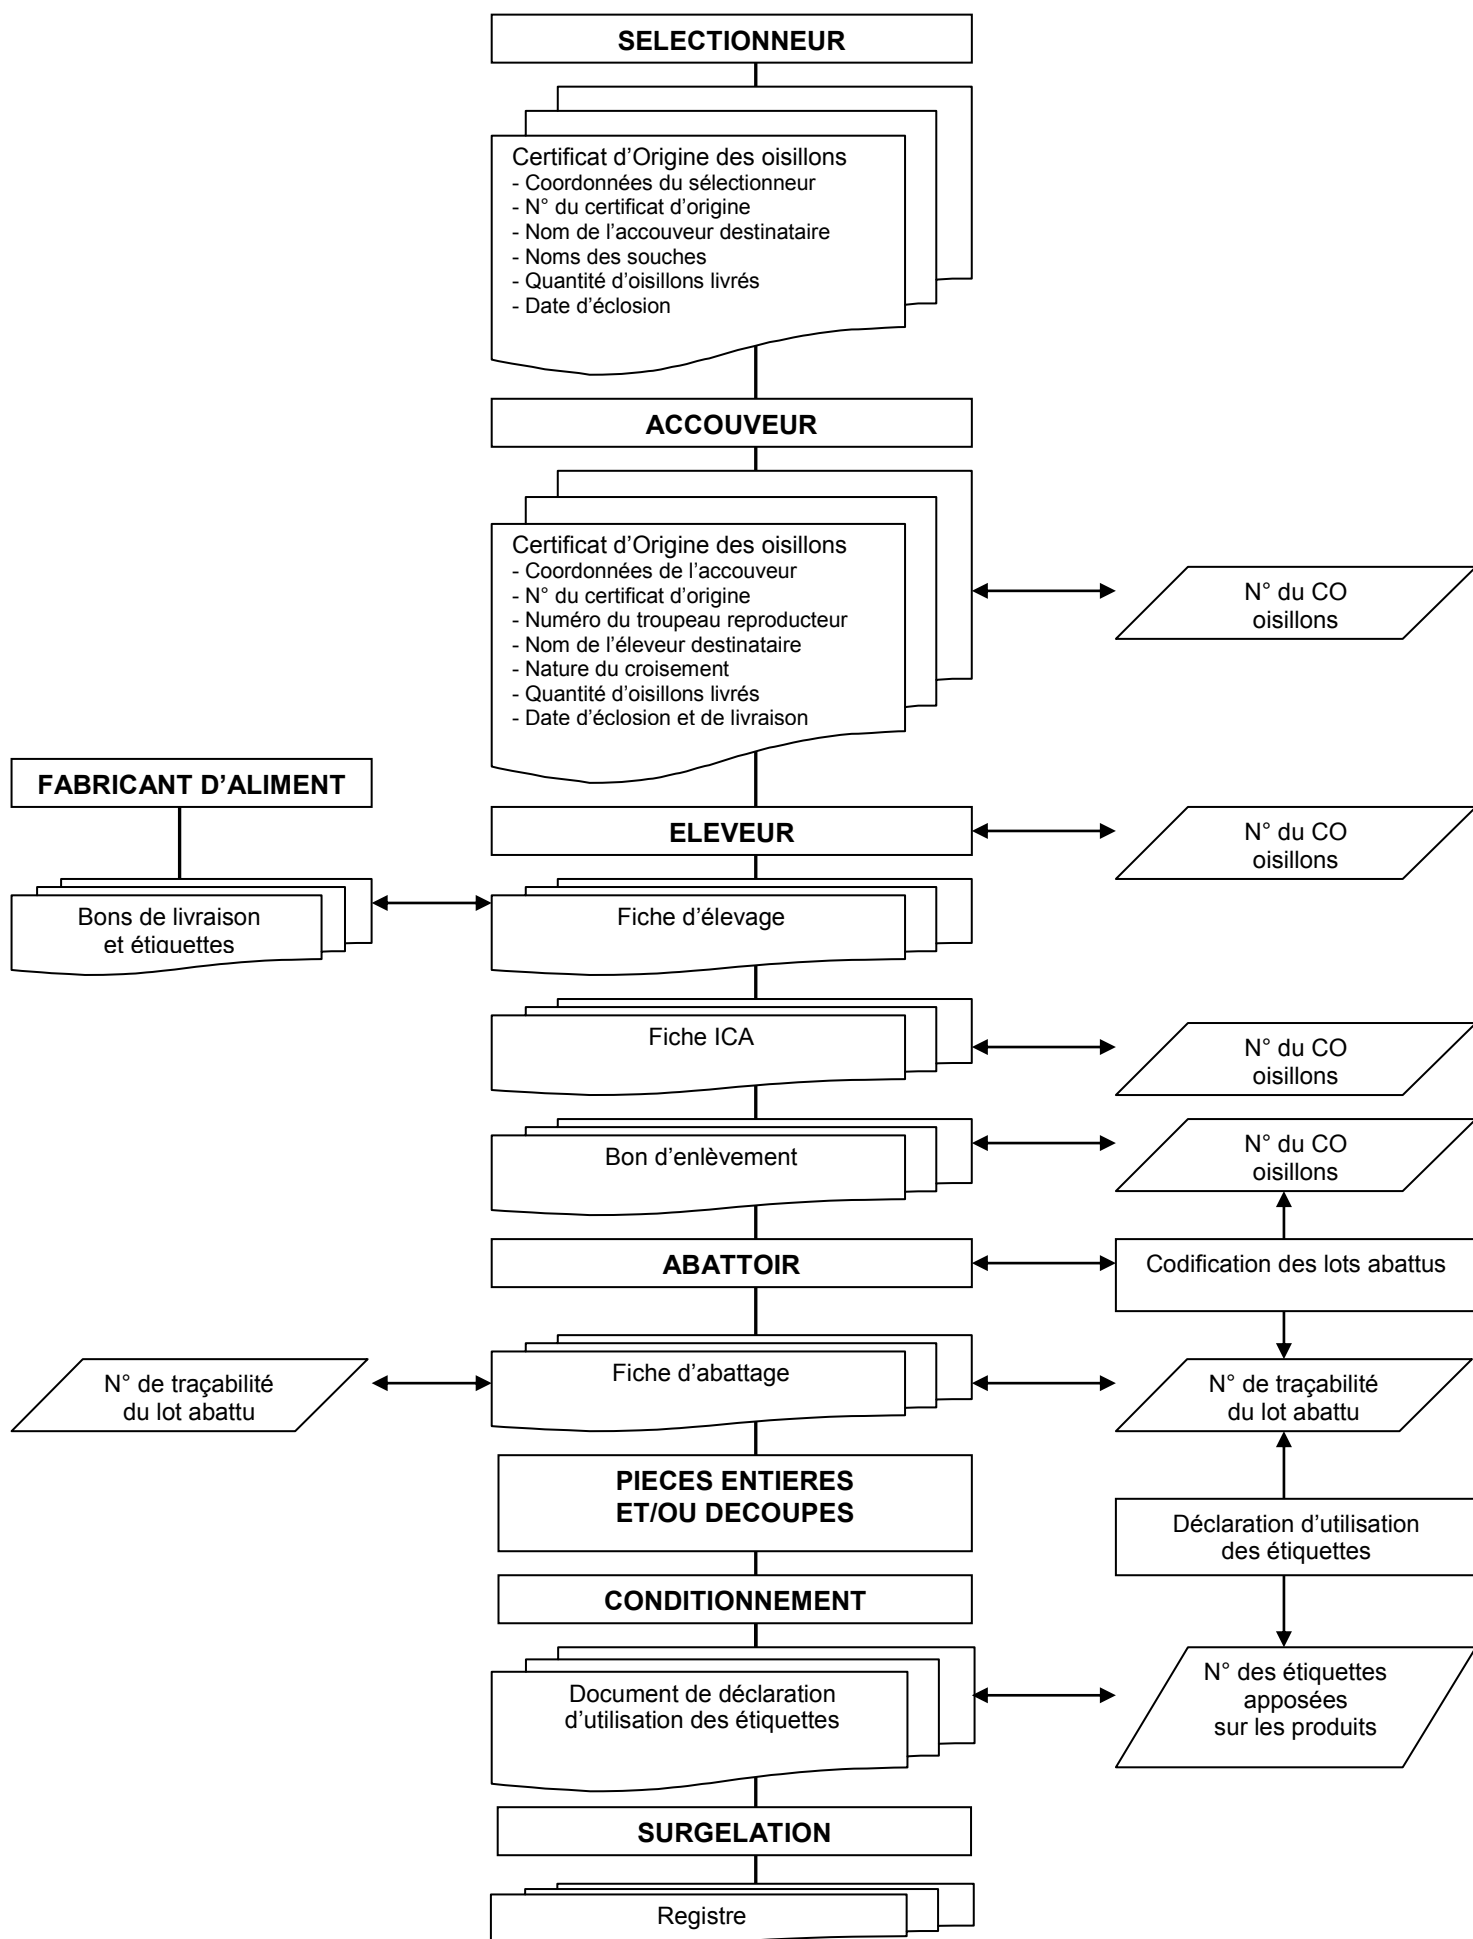 SELECTIONNEUR
Certificat d’Origine des oisillons
- Coordonnées du sélectionneur
- N° du certificat d’origine
- Nom de l’accouveur destinataire
- Noms des souches
- Quantité d’oisillons livrés
- Date d’éclosion
ACCOUVEUR
Certificat d’Origine des oisillons
- Coordonnées de l’accouveur
- N° du certificat d’origine
- Numéro du troupeau reproducteur
- Nom de l’éleveur destinataire
- Nature du croisement
- Quantité d’oisillons livrés
- Date d’éclosion et de livraison
N° du CO
oisillons
FABRICANT D’ALIMENT
ELEVEUR
N° du CO
oisillons
Bons de livraison
et étiquettes
Fiche d’élevage
Fiche ICA
N° du CO
oisillons
Bon d’enlèvement
N° du CO
oisillons
ABATTOIR
Codification des lots abattus
N° de traçabilité
du lot abattu
Fiche d’abattage
N° de traçabilité
du lot abattu
PIECES ENTIERES
ET/OU DECOUPES
Déclaration d’utilisation
des étiquettes
CONDITIONNEMENT
Document de déclaration
d’utilisation des étiquettes
N° des étiquettes
apposées
sur les produits
SURGELATION
Registre